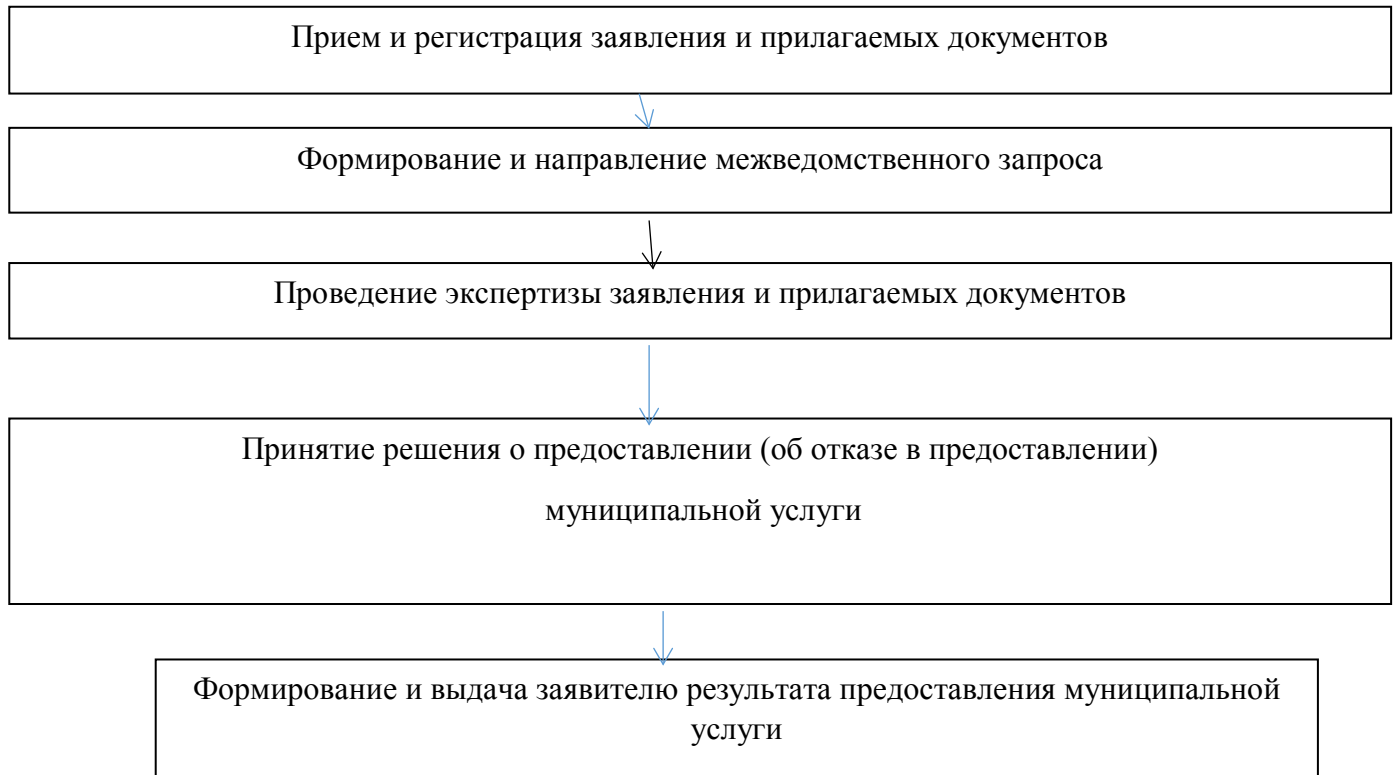 Прием и регистрация заявления и прилагаемых документов
Формирование и направление межведомственного запроса
Проведение экспертизы заявления и прилагаемых документов
Принятие решения о предоставлении (об отказе в предоставлении)
муниципальной услуги
Формирование и выдача заявителю результата предоставления муниципальной
услуги